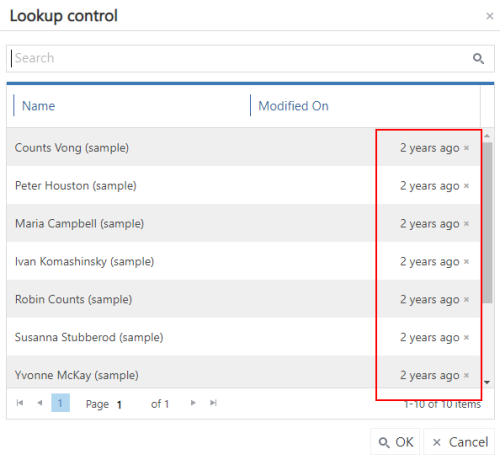 Lookup control ×
Search
Name Modified On
Counts Vong (sample) 2 years ago ×
Peter Houston (sample) 2 years ago ×
Maria Campbell (sample) 2 years ago ×
Ivan Komashinsky (sample) 2 years ago ×
Robin Counts (sample) 2 years ago ×
Susanna Stubberod (sample) 2 years ago ×
Yvonne McKay (sample) 2 years ago ×
1 Page 1 of 1 1-10 of 10 items
OK × Cancel